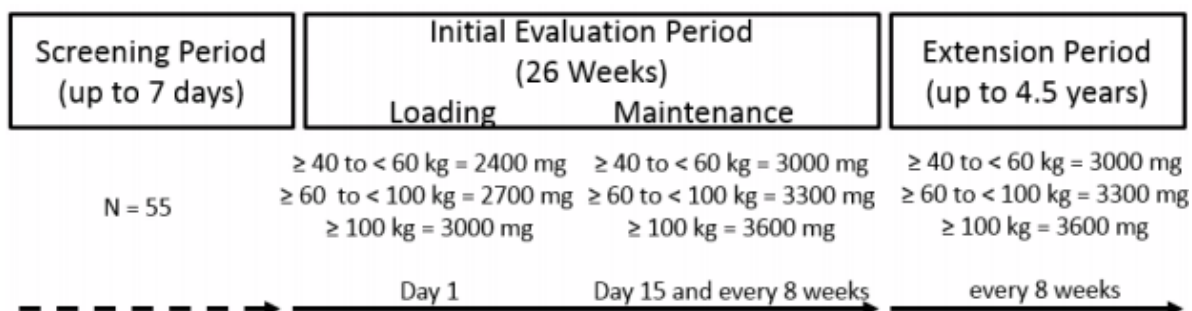 Screening Period
(up to 7 days)
Initial Evaluation Period
(26 Weeks)
Loading Maintenance
Extension Period
(up to 4.5 years)
N = 55
≥ 40 to < 60 kg = 2400 mg
≥ 60 to < 100 kg = 2700 mg
≥ 100 kg = 3000 mg
≥ 40 to < 60 kg = 3000 mg
≥ 60 to < 100 kg = 3300 mg
≥ 100 kg = 3600 mg
≥ 40 to < 60 kg = 3000 mg
≥ 60 to < 100 kg = 3300 mg
≥ 100 kg = 3600 mg
Day 1
Day 15 and every 8 weeks
every 8 weeks